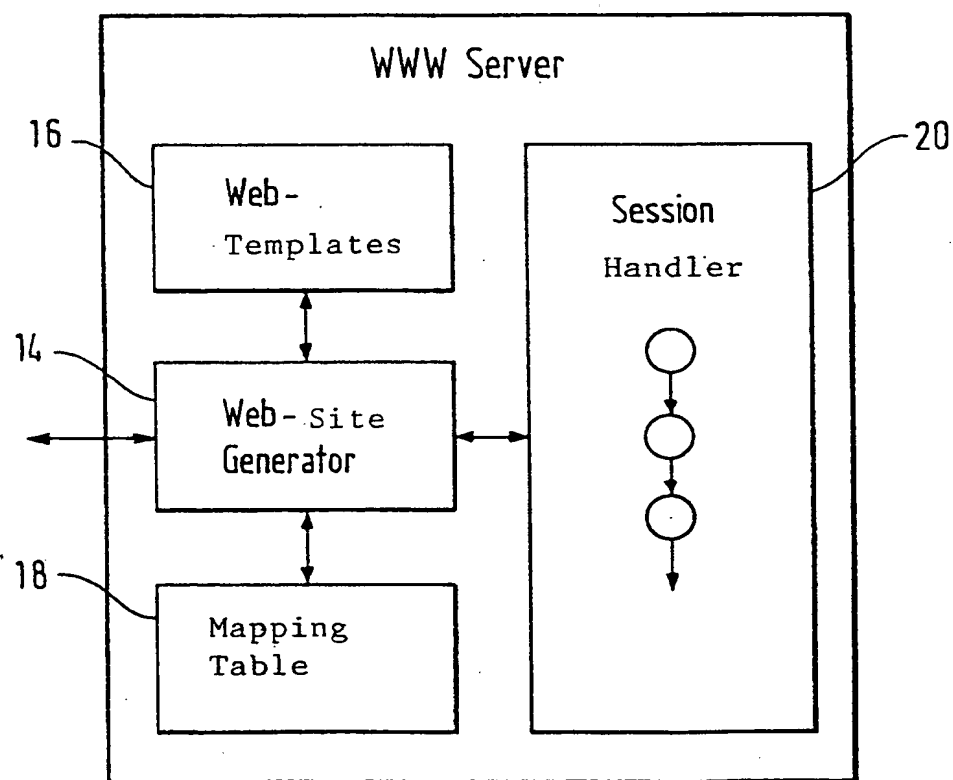 WWW Server
16
20
Web-
Templates
Session
Handler
14
Web-Site
Generator
18
Mapping
Table